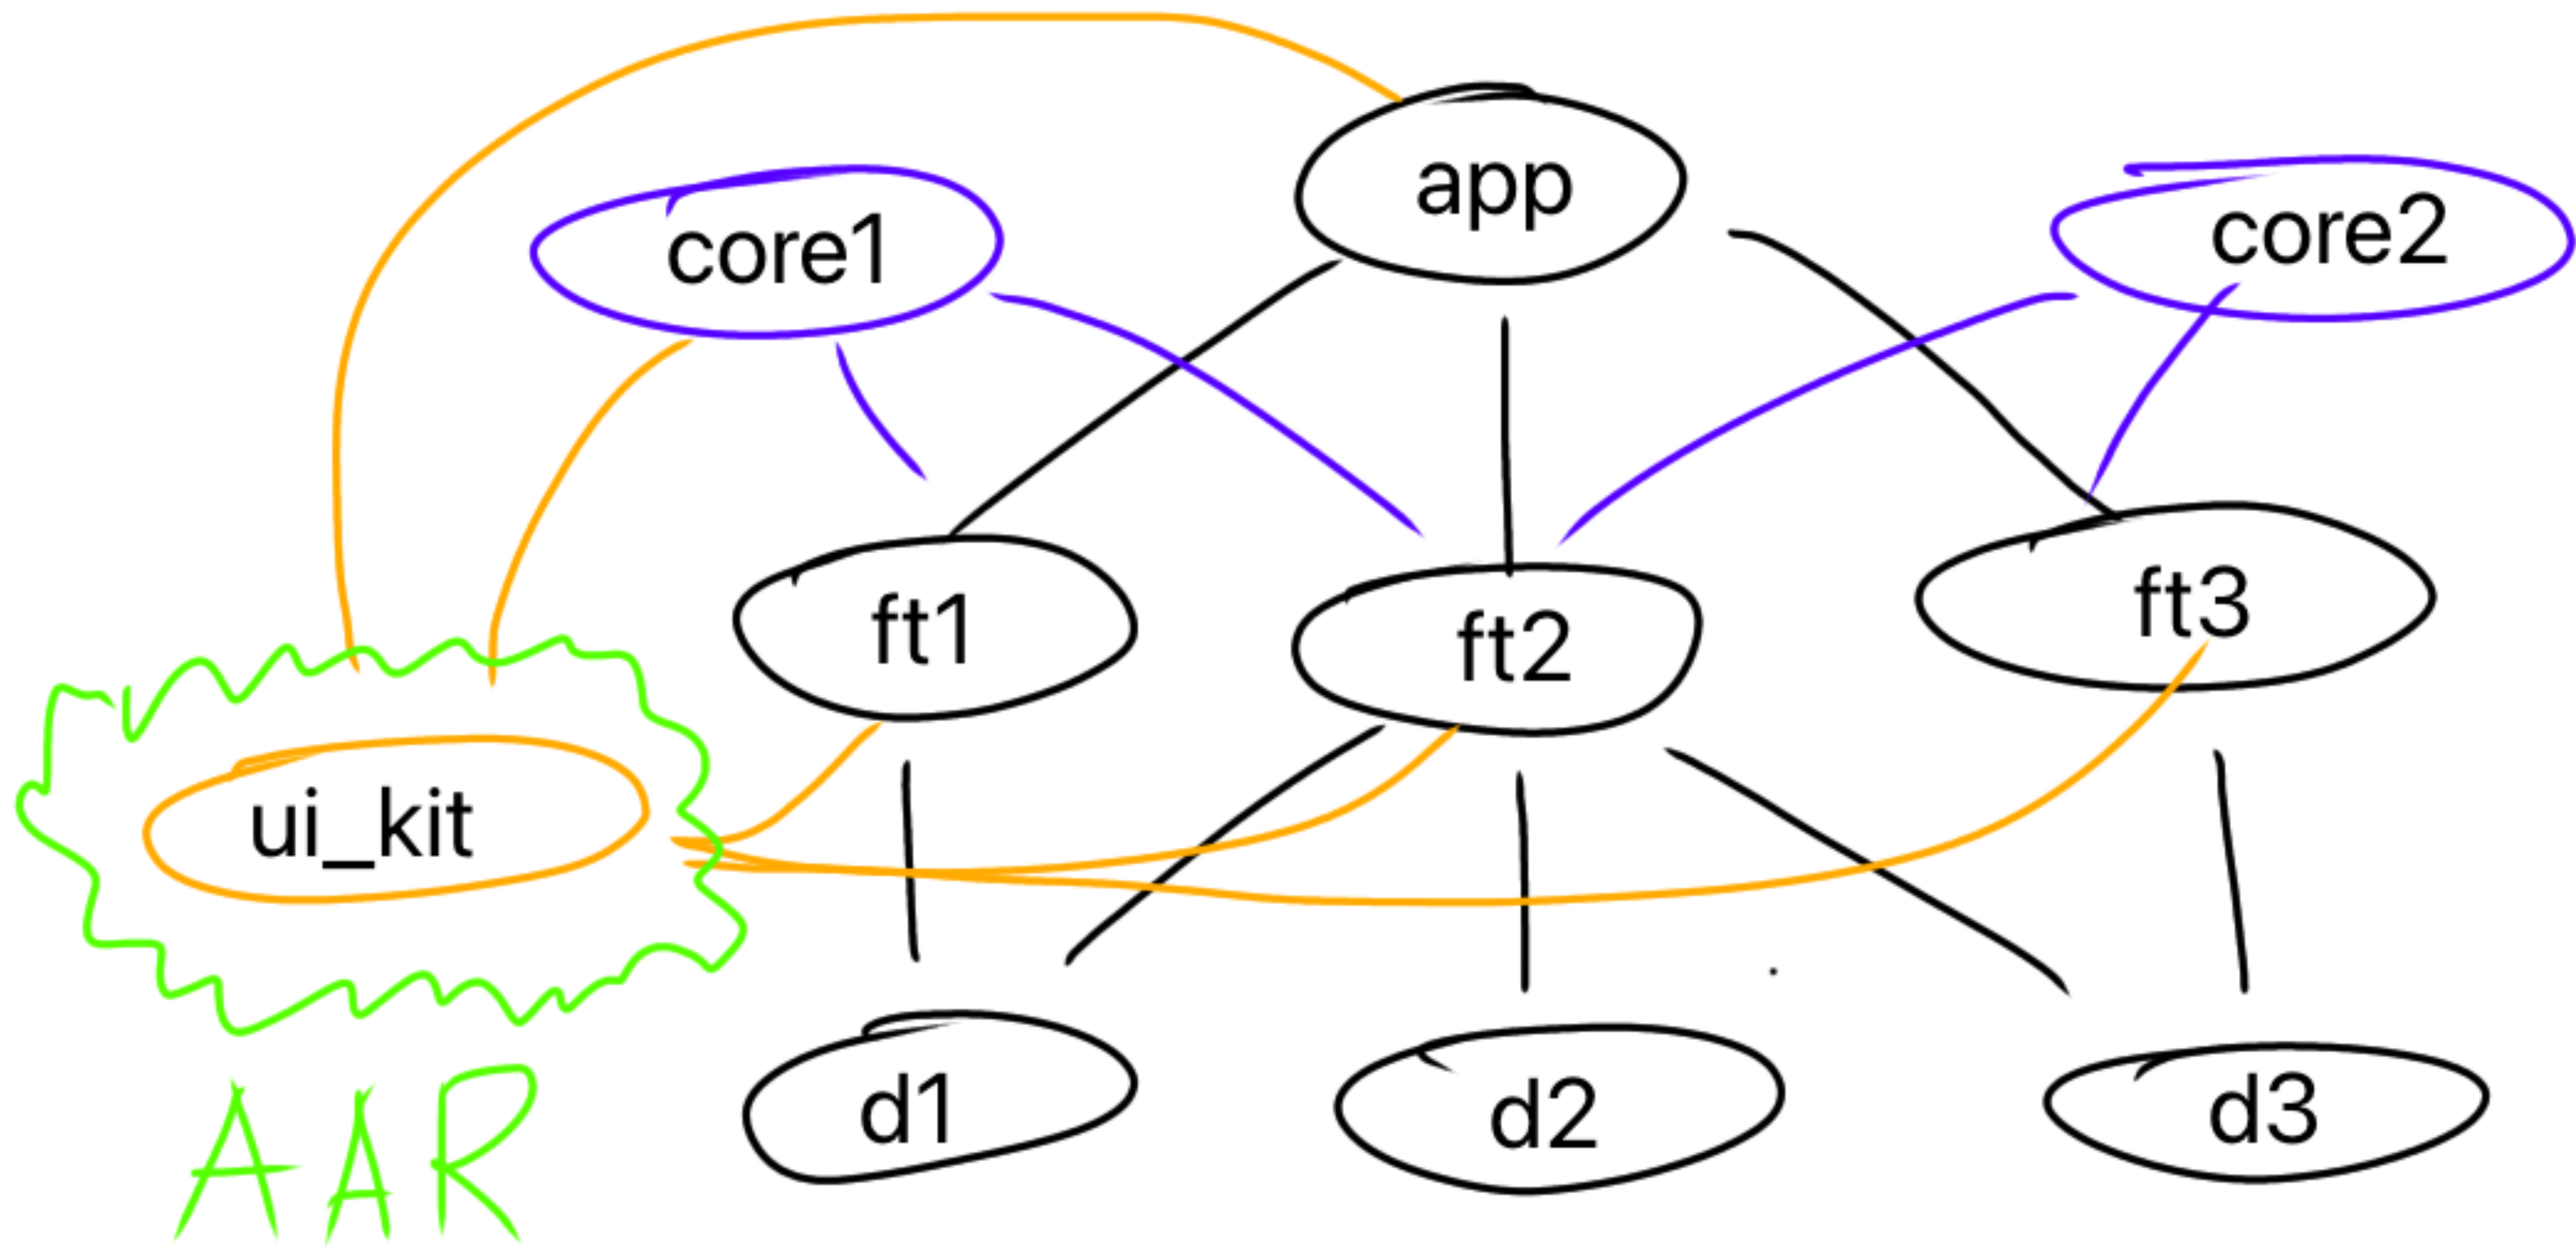 app
core1
core2
ft1
ft2
ft3
ui_kit
d1
d2
d3
AAR